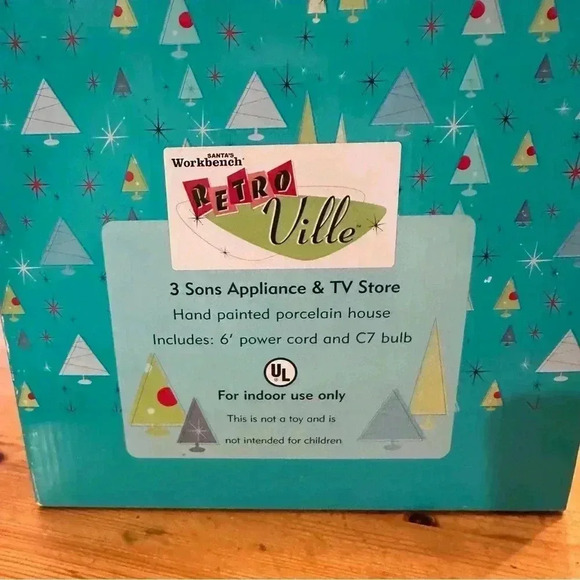 SANTA'S
Workbench
RETRO
Ville
3 Sons Appliance & TV Store
Hand painted porcelain house
Includes: 6' power cord and C7 bulb
UL
For indoor use only
This is not a toy and is
not intended for children